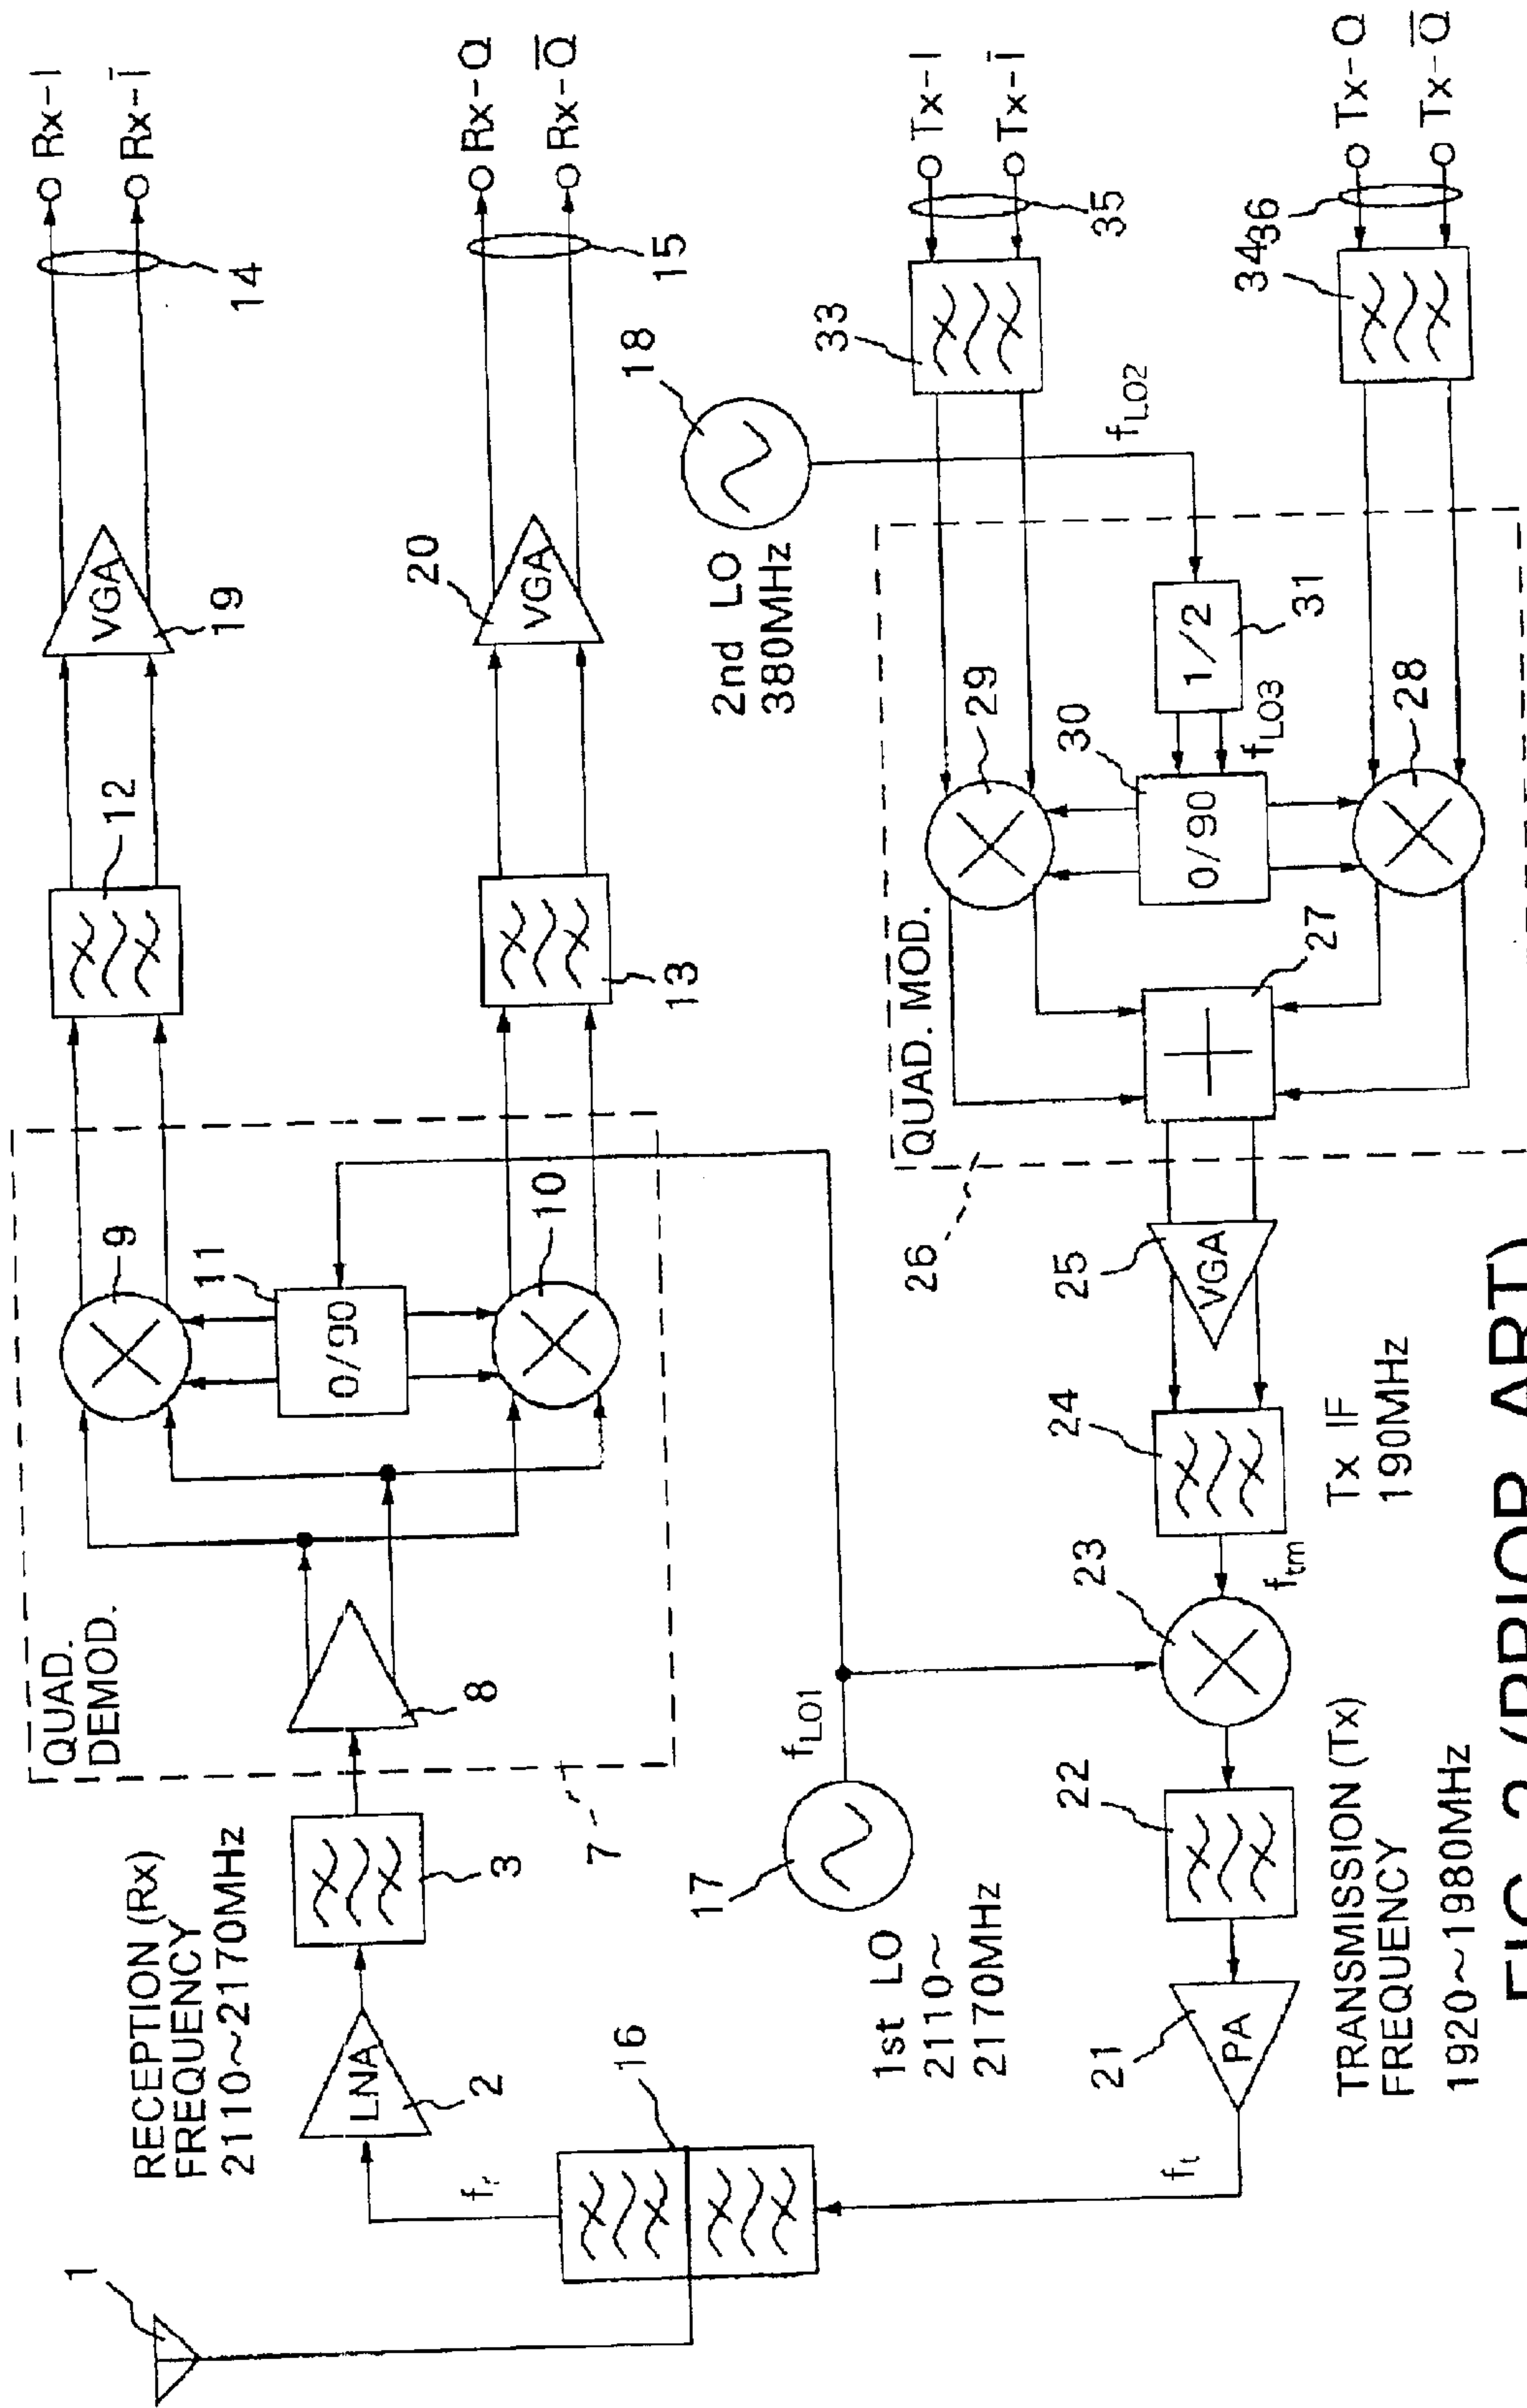 1
RECEPTION (Rx)
FREQUENCY
2110~2170MHz
LNA
2
3
fr
16
QUAD.
DEMOD.
8
7
9
11
0/90
10
12
13
VGA
19
VGA
20
14
15
Rx-I
Rx-Ī
Rx-Q
Rx-Q̅
17
fLO1
1st LO
2110~
2170MHz
18
2nd LO
380MHz
fLO2
ft
PA
21
22
TRANSMISSION (Tx)
FREQUENCY
1920~1980MHz
23
ftm
24
Tx IF
190MHz
VGA
25
26
QUAD. MOD.
27
29
30
0/90
fLO3
1/2
31
28
33
34
35
36
Tx-I
Tx-Ī
Tx-Q
Tx-Q̅
FIG. 2 (PRIOR ART)